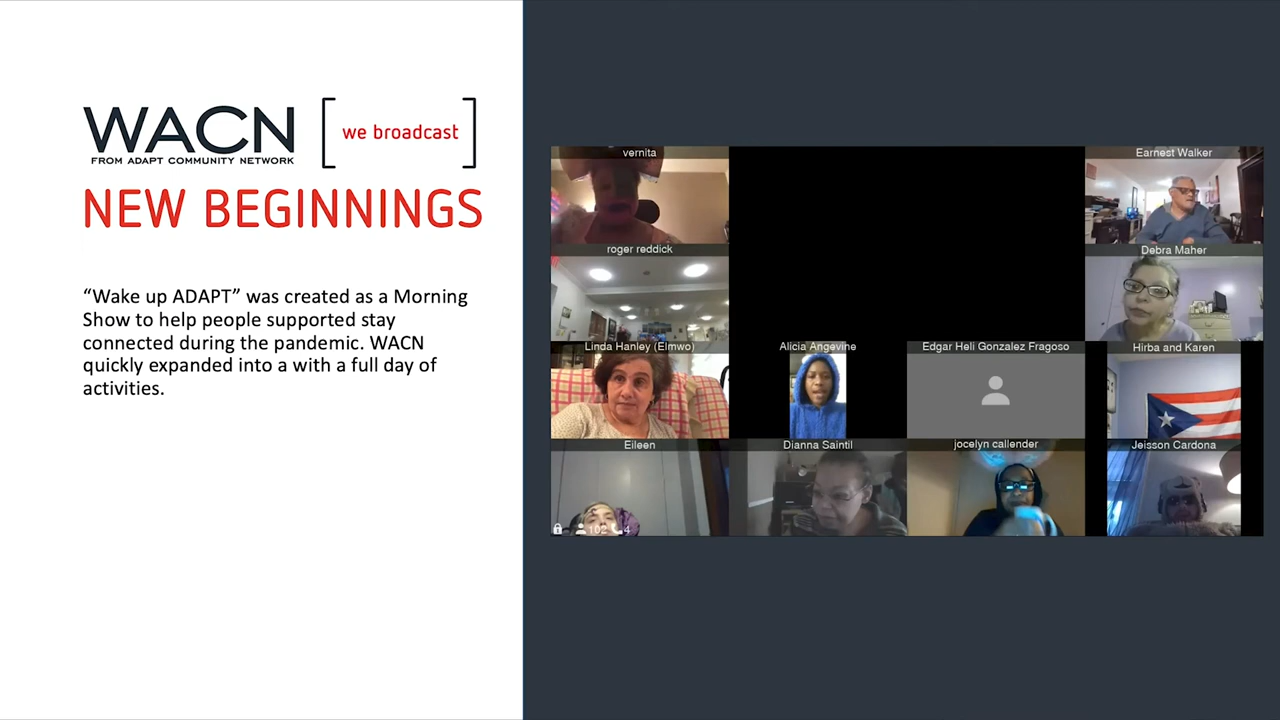 WACN
FROM ADAPT COMMUNITY NETWORK
we broadcast
NEW BEGINNINGS
“Wake up ADAPT” was created as a Morning
Show to help people supported stay
connected during the pandemic. WACN
quickly expanded into a with a full day of
activities.
vernita
Earnest Walker
roger reddick
Debra Maher
Linda Hanley (Elmwo)
Alicia Angevine
Edgar Heli Gonzalez Fragoso
Hirba and Karen
Eileen
Dianna Saintil
jocelyn callender
Jeisson Cardona
102 4